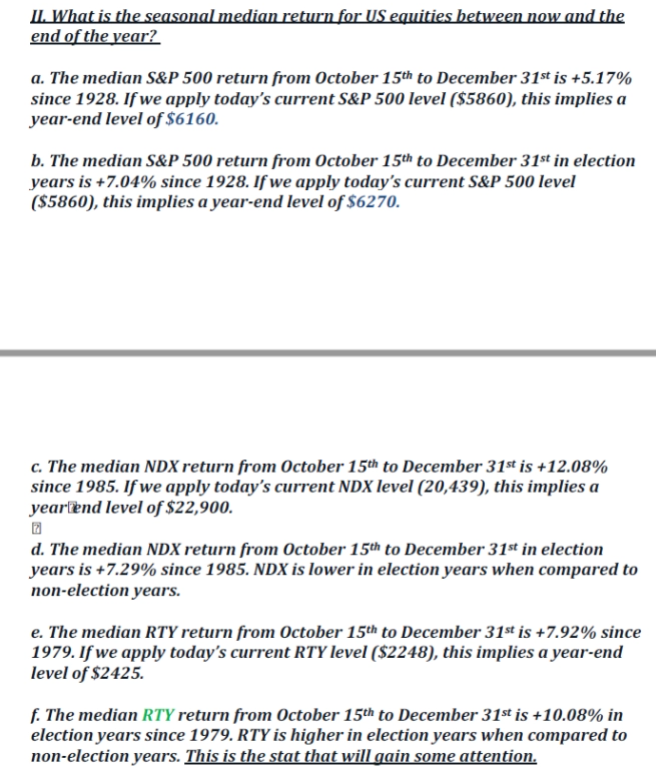 II. What is the seasonal median return for US equities between now and the
end of the year?
a. The median S&P 500 return from October 15th to December 31st is +5.17%
since 1928. If we apply today's current S&P 500 level ($5860), this implies a
year-end level of $6160.
b. The median S&P 500 return from October 15th to December 31st in election
years is +7.04% since 1928. If we apply today's current S&P 500 level
($5860), this implies a year-end level of $6270.
c. The median NDX return from October 15th to December 31st is +12.08%
since 1985. If we apply today's current NDX level (20,439), this implies a
year⍰end level of $22,900.
⍰
d. The median NDX return from October 15th to December 31st in election
years is +7.29% since 1985. NDX is lower in election years when compared to
non-election years.
e. The median RTY return from October 15th to December 31st is +7.92% since
1979. If we apply today's current RTY level ($2248), this implies a year-end
level of $2425.
f. The median RTY return from October 15th to December 31st is +10.08% in
election years since 1979. RTY is higher in election years when compared to
non-election years. This is the stat that will gain some attention.